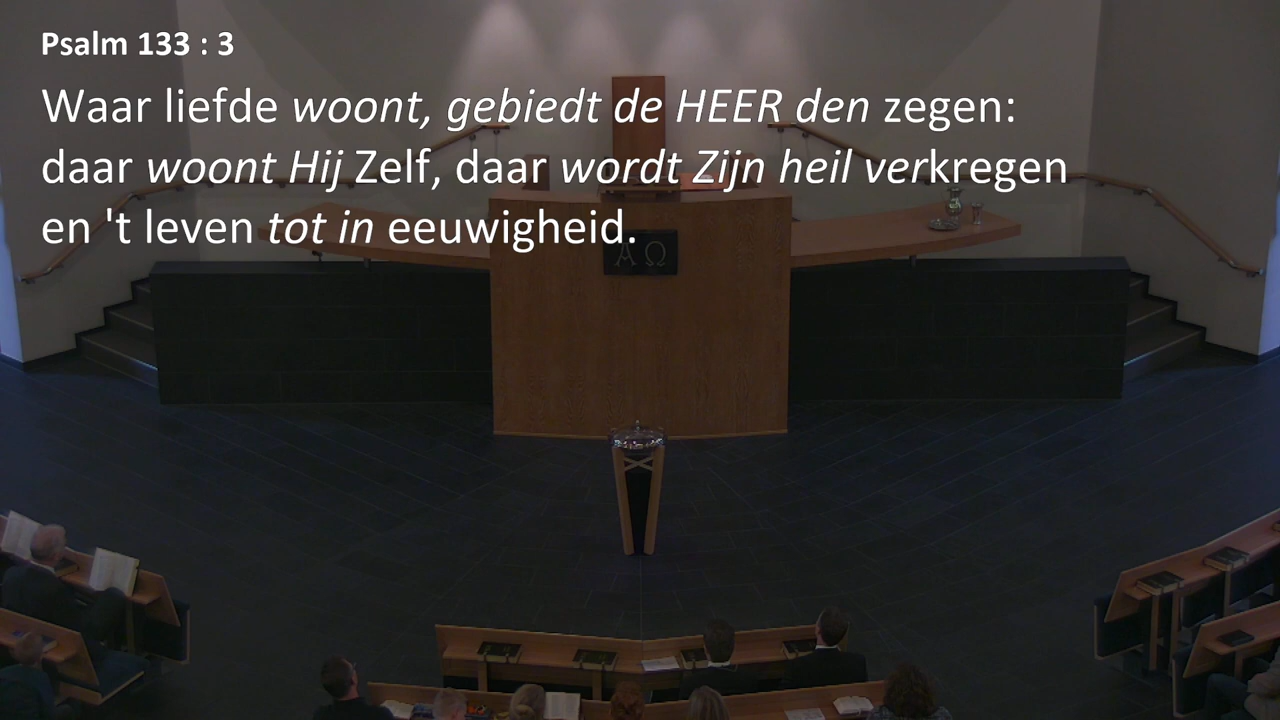 Psalm 133 : 3
Waar liefde woont, gebiedt de HEER den zegen:
daar woont Hij Zelf, daar wordt Zijn heil verkregen
en 't leven tot in eeuwigheid.
Α Ω